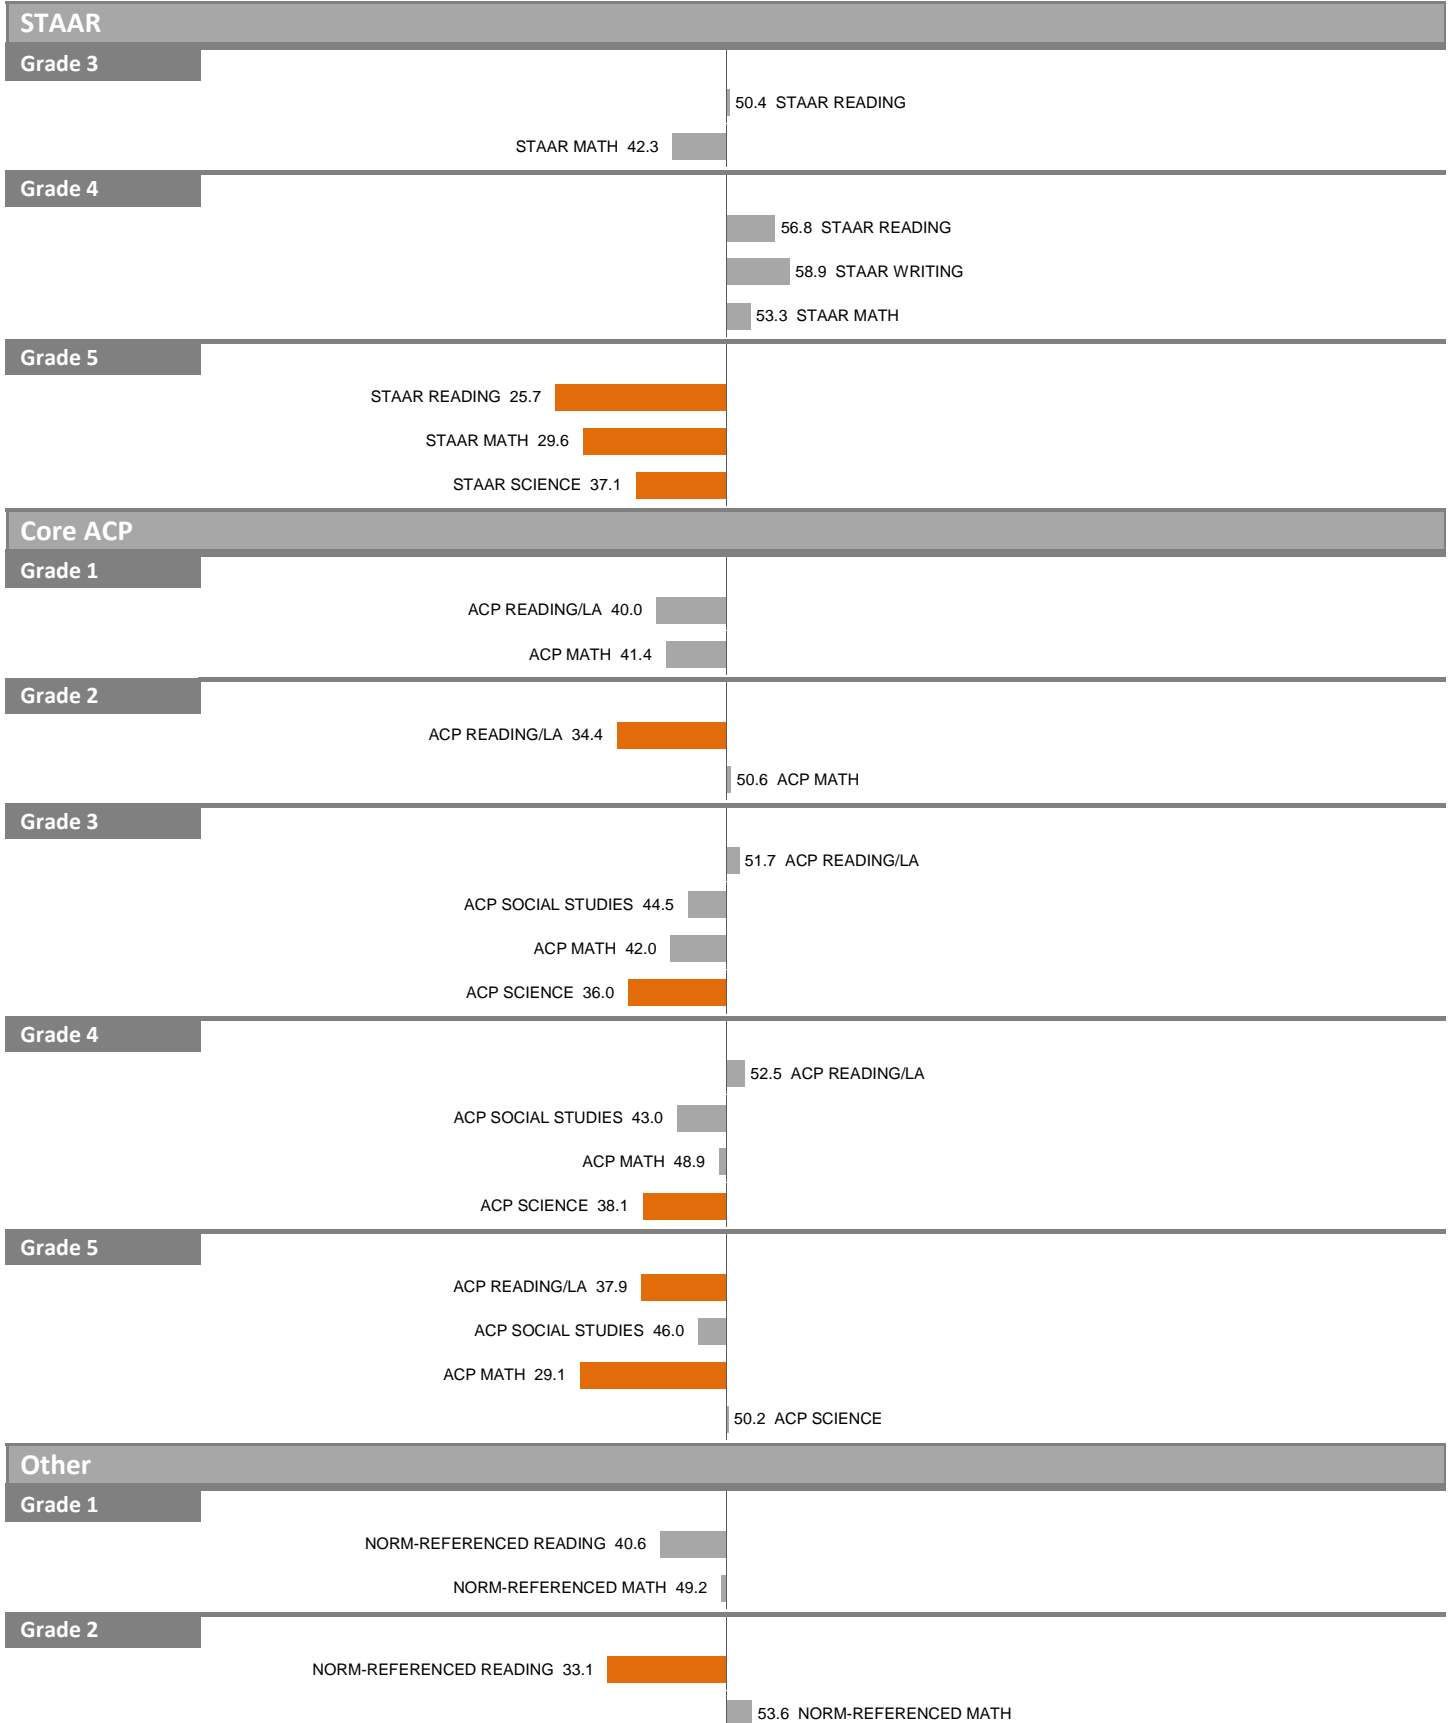 STAAR
Grade 3
50.4 STAAR READING
STAAR MATH 42.3
Grade 4
56.8 STAAR READING
58.9 STAAR WRITING
53.3 STAAR MATH
Grade 5
STAAR READING 25.7
STAAR MATH 29.6
STAAR SCIENCE 37.1
Core ACP
Grade 1
ACP READING/LA 40.0
ACP MATH 41.4
Grade 2
ACP READING/LA 34.4
50.6 ACP MATH
Grade 3
51.7 ACP READING/LA
ACP SOCIAL STUDIES 44.5
ACP MATH 42.0
ACP SCIENCE 36.0
Grade 4
52.5 ACP READING/LA
ACP SOCIAL STUDIES 43.0
ACP MATH 48.9
ACP SCIENCE 38.1
Grade 5
ACP READING/LA 37.9
ACP SOCIAL STUDIES 46.0
ACP MATH 29.1
50.2 ACP SCIENCE
Other
Grade 1
NORM-REFERENCED READING 40.6
NORM-REFERENCED MATH 49.2
Grade 2
NORM-REFERENCED READING 33.1
53.6 NORM-REFERENCED MATH